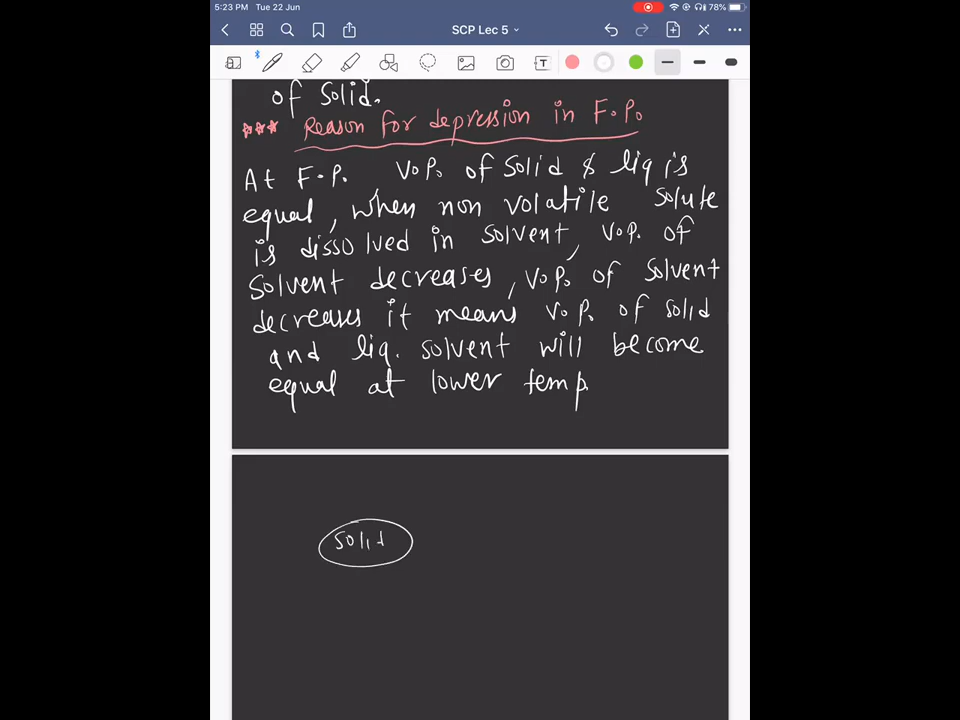 5:23 PM Tue 22 Jun 78%
SCP Lec 5
of Solid.
*** Reason for depression in F.P.
At F.P. V.P. of solid & liq is
equal, when non volatile solute
is dissolved in solvent, V.P. of
solvent decreases, V.P. of solvent
decreases it means V.P. of solid
and liq. solvent will become
equal at lower temp.
solid